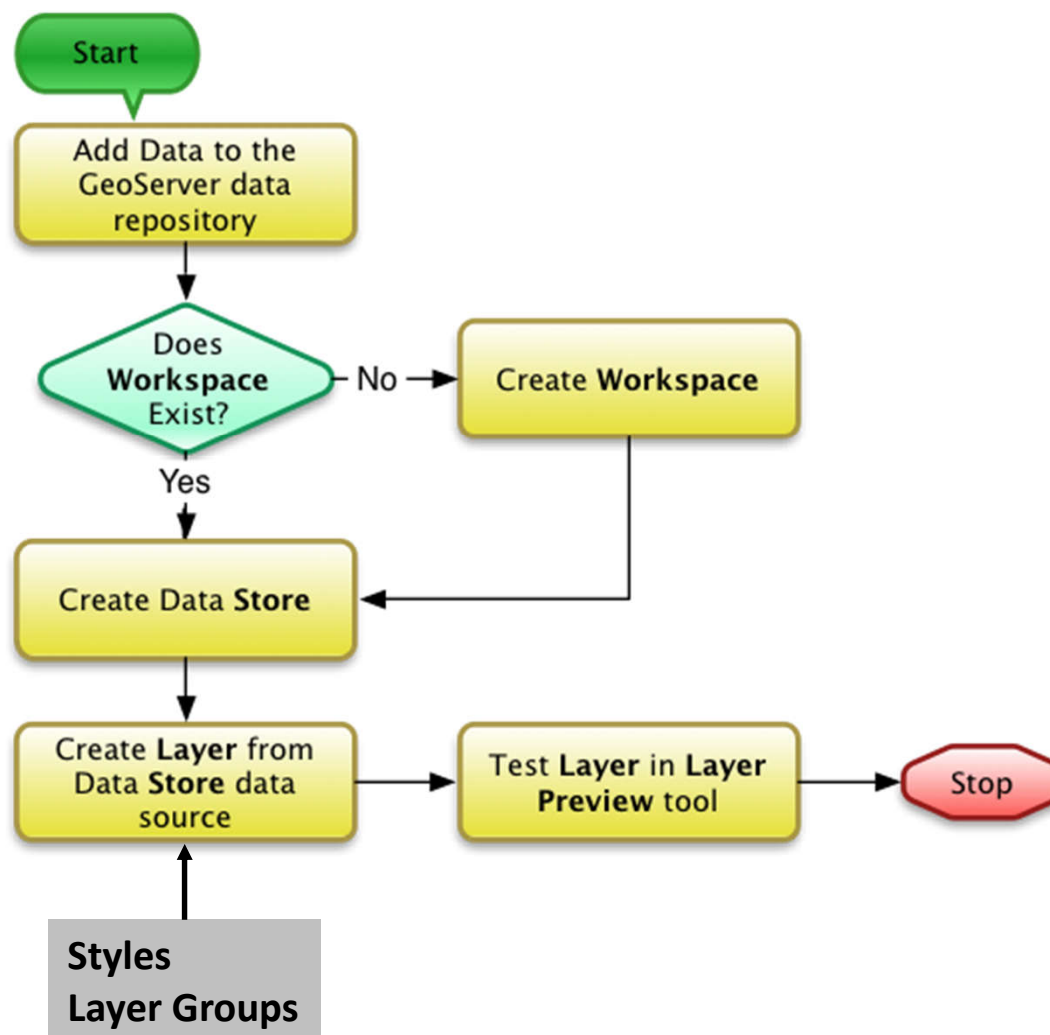 Start
Add Data to the
GeoServer data
repository
Does
Workspace
Exist?
No
Create Workspace
Yes
Create Data Store
Create Layer from
Data Store data
source
Test Layer in Layer
Preview tool
Stop
Styles
Layer Groups